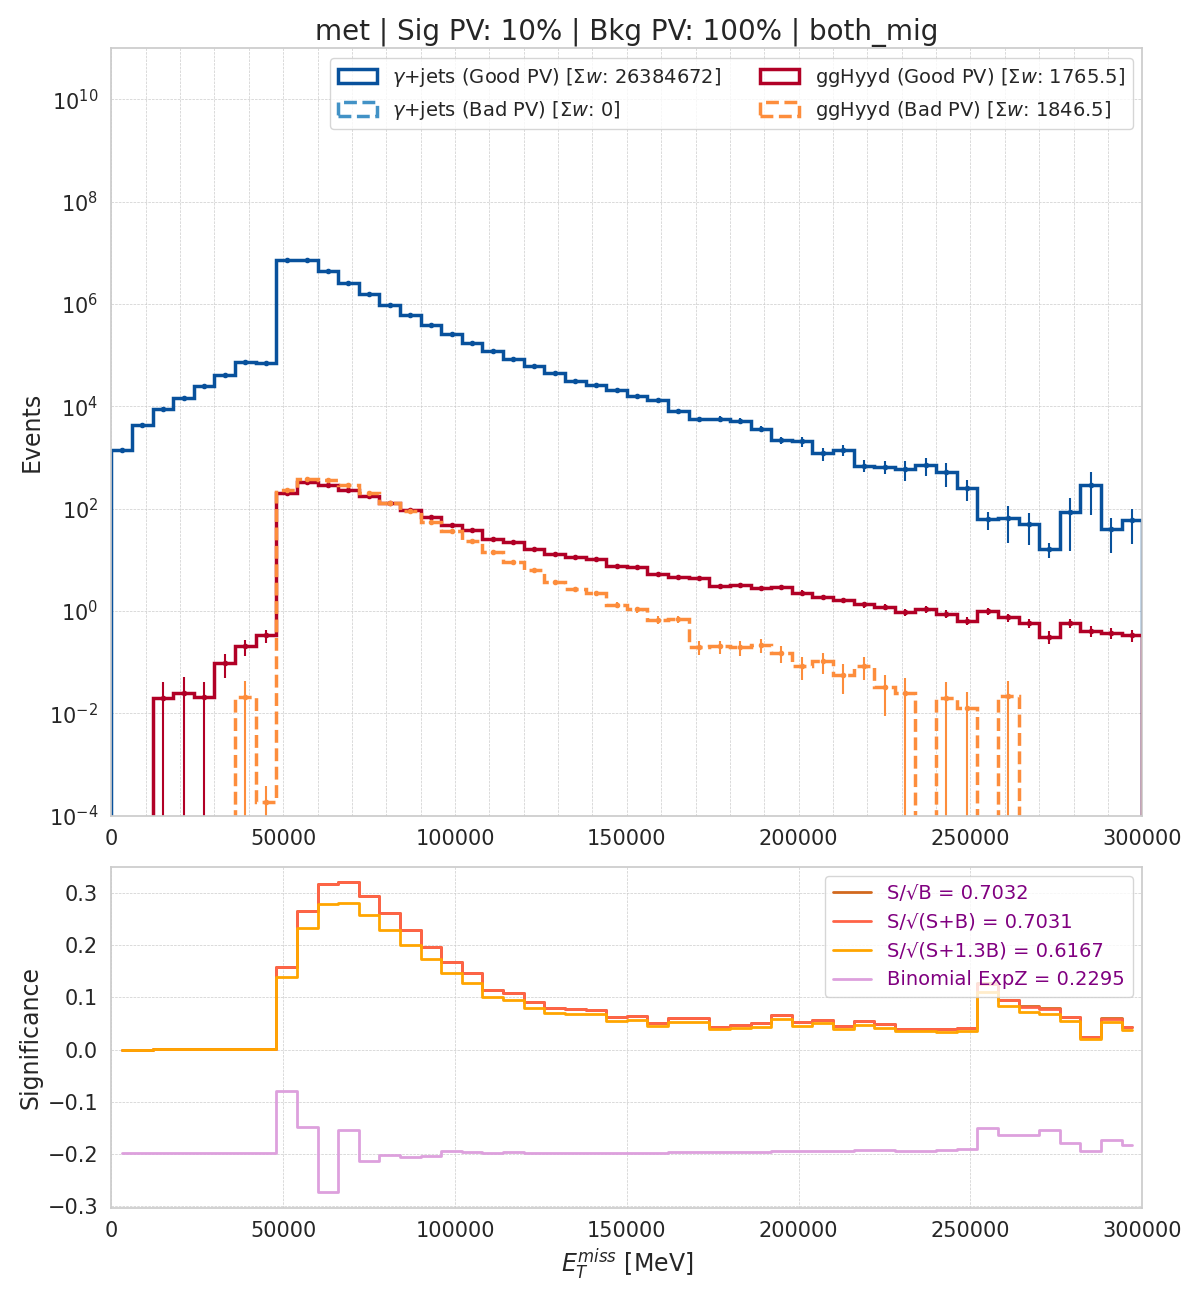 met | Sig PV: 10% | Bkg PV: 100% | both_mig
γ+jets (Good PV) [Σw: 26384672]
γ+jets (Bad PV) [Σw: 0]
ggHyyd (Good PV) [Σw: 1765.5]
ggHyyd (Bad PV) [Σw: 1846.5]
Events
10^10
10^8
10^6
10^4
10^2
10^0
10^−2
10^−4
0 50000 100000 150000 200000 250000 300000
S/√B = 0.7032
S/√(S+B) = 0.7031
S/√(S+1.3B) = 0.6167
Binomial ExpZ = 0.2295
Significance
0.3
0.2
0.1
0.0
−0.1
−0.2
−0.3
0 50000 100000 150000 200000 250000 300000
E_T^miss [MeV]